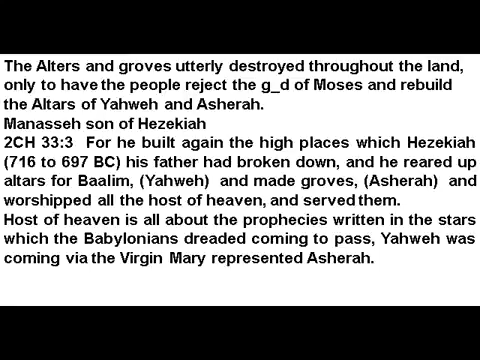 The Alters and groves utterly destroyed throughout the land,
only to have the people reject the g_d of Moses and rebuild
the Altars of Yahweh and Asherah.
Manasseh son of Hezekiah
2CH 33:3  For he built again the high places which Hezekiah
(716 to 697 BC) his father had broken down, and he reared up
altars for Baalim, (Yahweh)  and made groves, (Asherah)  and
worshipped all the host of heaven, and served them.
Host of heaven is all about the prophecies written in the stars
which the Babylonians dreaded coming to pass, Yahweh was
coming via the Virgin Mary represented Asherah.